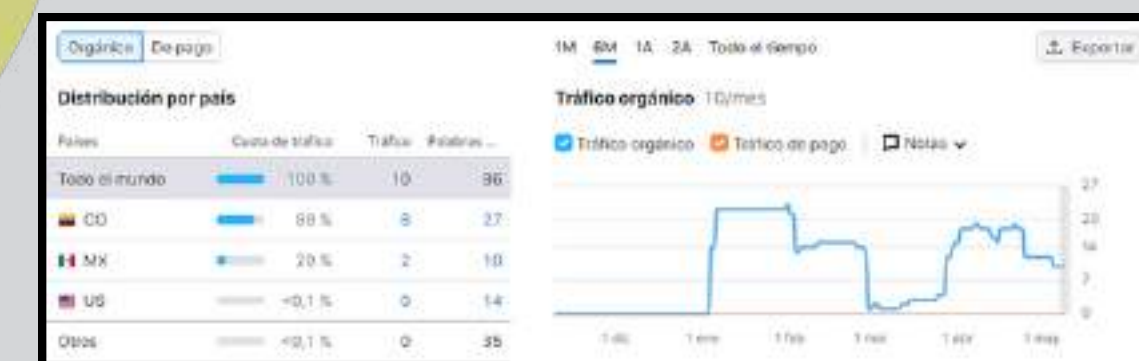 Orgánico De pago
Distribución por país
Países Cuota de tráfico Tráfico Palabras ...
Todo el mundo 100 % 10 86
CO 80 % 8 27
MX 20 % 2 10
US <0,1 % 0 14
Otros <0,1 % 0 35
1M 6M 1A 2A Todo el tiempo
Exportar
Tráfico orgánico 10/mes
Tráfico orgánico Tráfico de pago Notas
27
20
14
7
0
1 dic 1 ene 1 feb 1 mar 1 abr 1 may